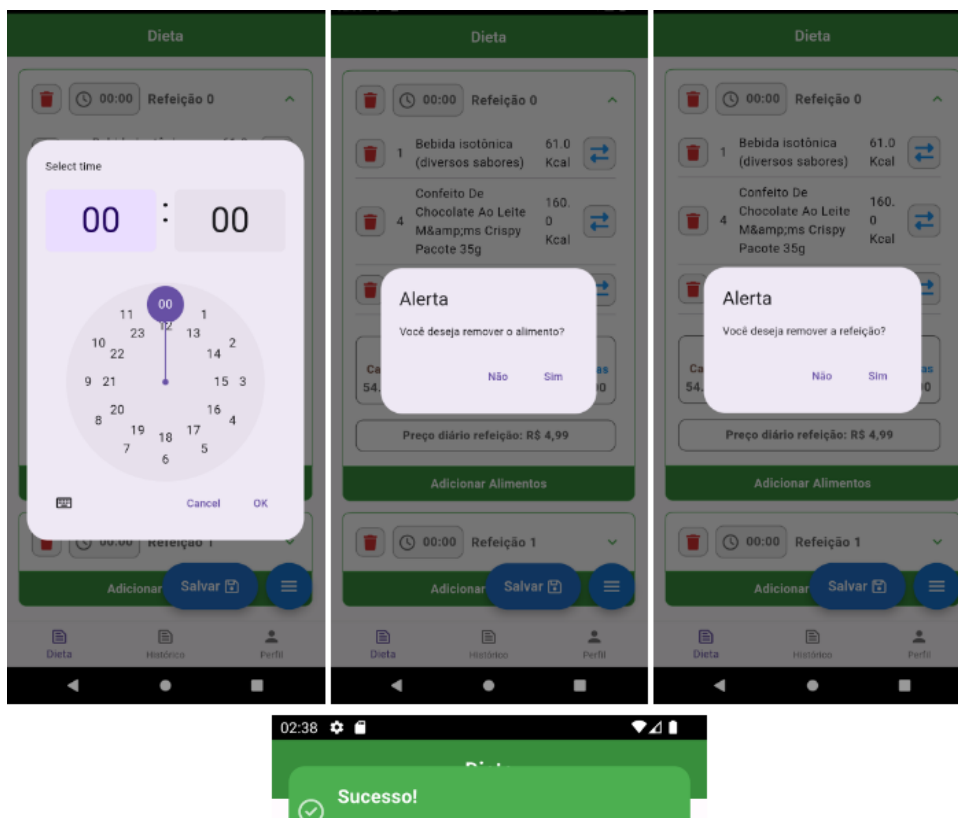 Dieta
00:00 Refeição 0
Select time
00 : 00
00
11 1
12
23 13
10 2
22 14
9 21 15 3
20 16
8 4
19 17
18
7 5
6
Cancel OK
00:00 Refeição 1
Adicionar
Salvar
Dieta Histórico Perfil
Dieta
00:00 Refeição 0
1 Bebida isotônica 61.0
(diversos sabores) Kcal
Confeito De
Chocolate Ao Leite 160.
4 M&amp;ms Crispy 0
Pacote 35g Kcal
Alerta
Você deseja remover o alimento?
Não Sim
54.
Preço diário refeição: R$ 4,99
Adicionar Alimentos
00:00 Refeição 1
Adicionar
Salvar
Dieta Histórico Perfil
Dieta
00:00 Refeição 0
1 Bebida isotônica 61.0
(diversos sabores) Kcal
Confeito De
Chocolate Ao Leite 160.
4 M&amp;ms Crispy 0
Pacote 35g Kcal
Alerta
Você deseja remover a refeição?
Não Sim
54.
Preço diário refeição: R$ 4,99
Adicionar Alimentos
00:00 Refeição 1
Adicionar
Salvar
Dieta Histórico Perfil
02:38
Sucesso!